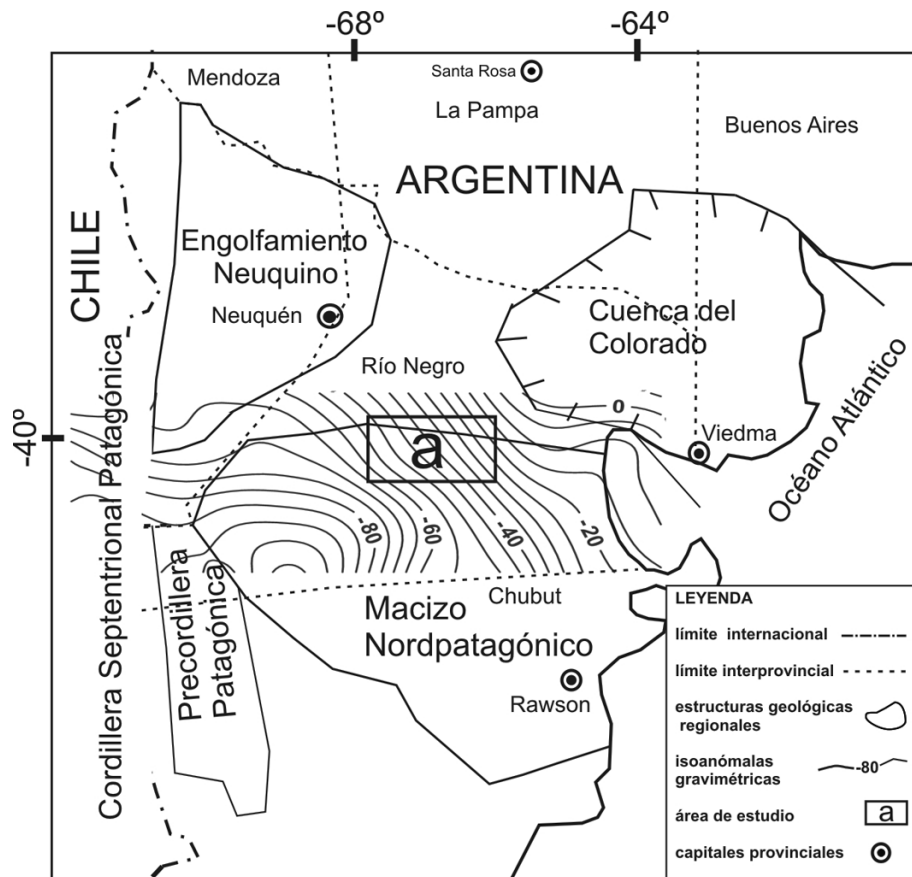 -68º
-64º
Mendoza
Santa Rosa
La Pampa
Buenos Aires
ARGENTINA
CHILE
Engolfamiento
Neuquino
Neuquén
Cuenca del
Colorado
Río Negro
0
-40º
a
Viedma
Océano Atlántico
Cordillera Septentrional Patagónica
-80
-60
-40
-20
Precordillera
Patagónica
Chubut
Macizo
Nordpatagónico
Rawson
LEYENDA
límite internacional
límite interprovincial
estructuras geológicas
regionales
isoanómalas
gravimétricas
-80
área de estudio
a
capitales provinciales